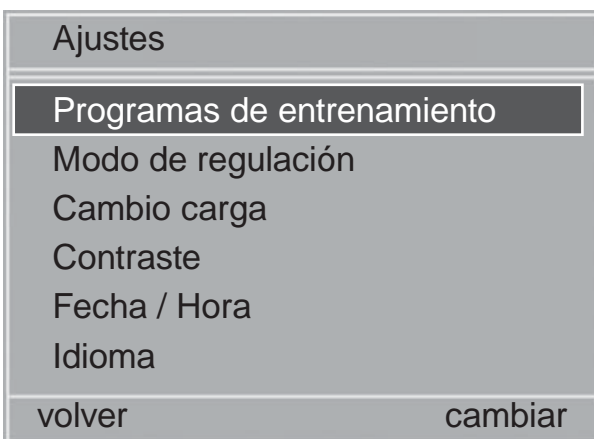 Ajustes
Programas de entrenamiento
Modo de regulación
Cambio carga
Contraste
Fecha / Hora
Idioma
volver cambiar